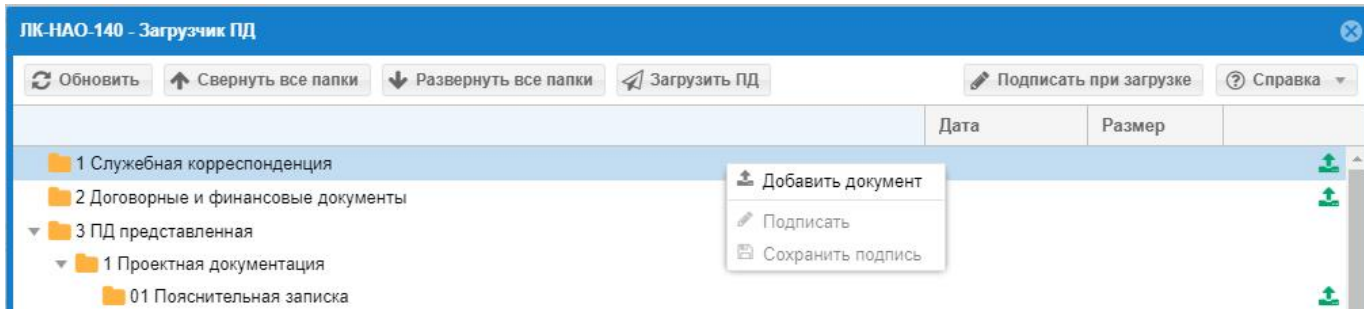 ЛК-НАО-140 - Загрузчик ПД
Обновить Свернуть все папки Развернуть все папки Загрузить ПД Подписать при загрузке Справка
Дата Размер
1 Служебная корреспонденция
Добавить документ
2 Договорные и финансовые документы
Подписать
3 ПД представленная
Сохранить подпись
1 Проектная документация
01 Пояснительная записка